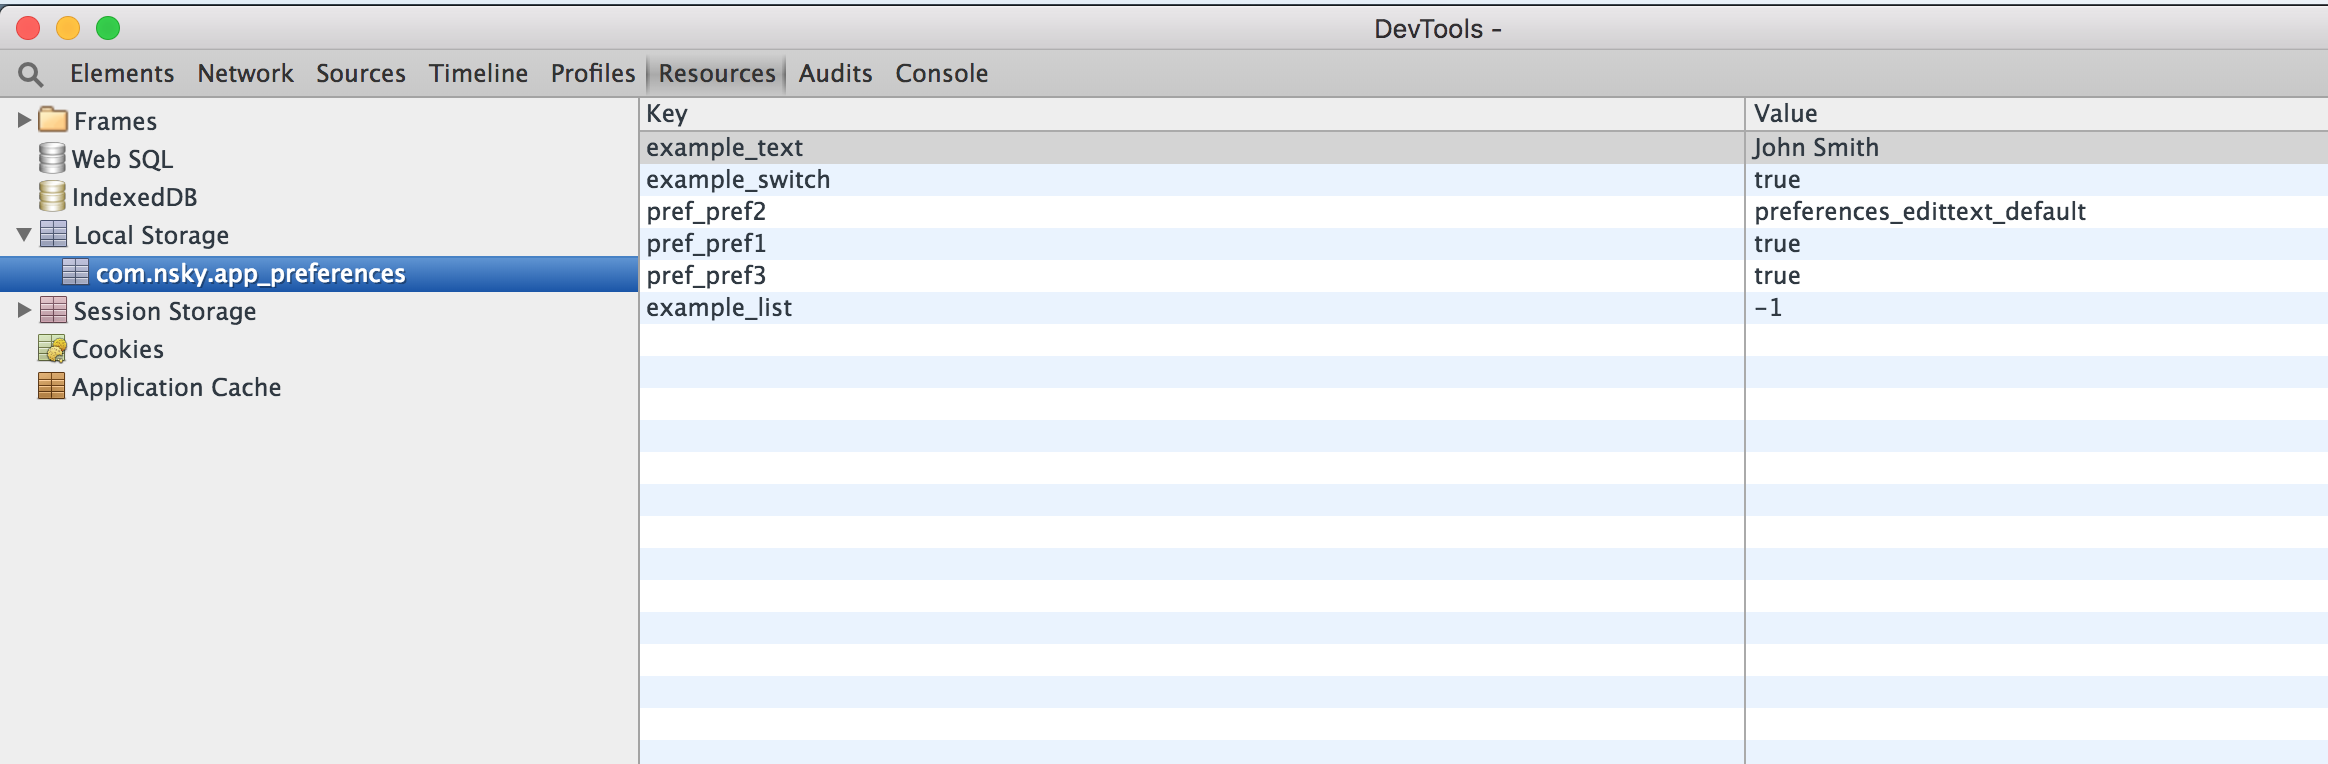 DevTools -
Elements Network Sources Timeline Profiles Resources Audits Console
Frames
Web SQL
IndexedDB
Local Storage
com.nsky.app_preferences
Session Storage
Cookies
Application Cache
Key Value
example_text John Smith
example_switch true
pref_pref2 preferences_edittext_default
pref_pref1 true
pref_pref3 true
example_list -1